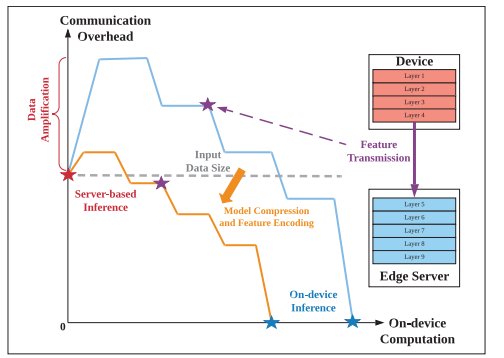 Communication
Overhead
Data
Amplification
Device
Layer 1
Layer 2
Layer 3
Layer 4
Feature
Transmission
Input
Data Size
Server-based
Inference
Model Compression
and Feature Encoding
Layer 5
Layer 6
Layer 7
Layer 8
Layer 9
Edge Server
On-device
Inference
0
On-device
Computation